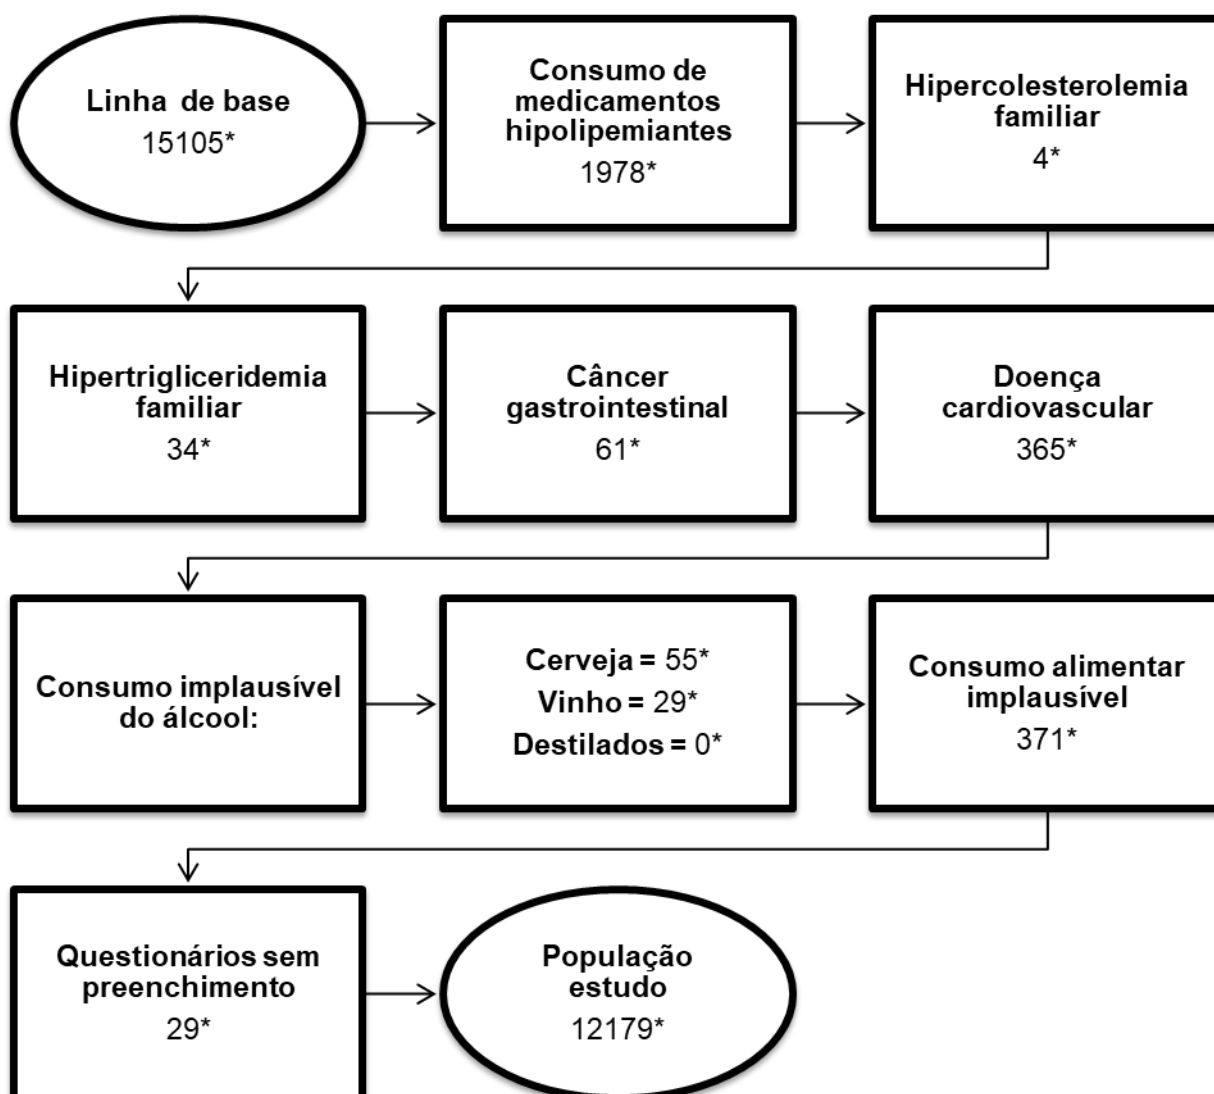 Linha de base
15105*
Consumo de
medicamentos
hipolipemiantes
1978*
Hipercolesterolemia
familiar
4*
Hipertrigliceridemia
familiar
34*
Câncer
gastrointestinal
61*
Doença
cardiovascular
365*
Consumo implausível
do álcool:
Cerveja = 55*
Vinho = 29*
Destilados = 0*
Consumo alimentar
implausível
371*
Questionários sem
preenchimento
29*
População
estudo
12179*